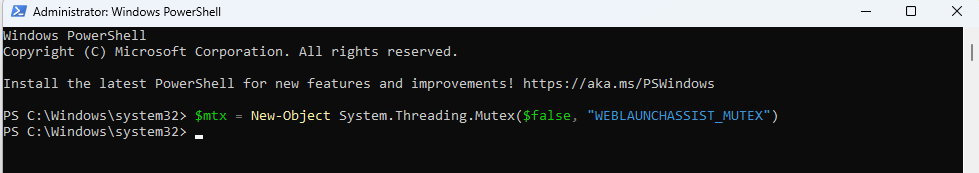 Administrator: Windows PowerShell
Windows PowerShell
Copyright (C) Microsoft Corporation. All rights reserved.
Install the latest PowerShell for new features and improvements! https://aka.ms/PSWindows
PS C:\Windows\system32> $mtx = New-Object System.Threading.Mutex($false, "WEBLAUNCHASSIST_MUTEX")
PS C:\Windows\system32>